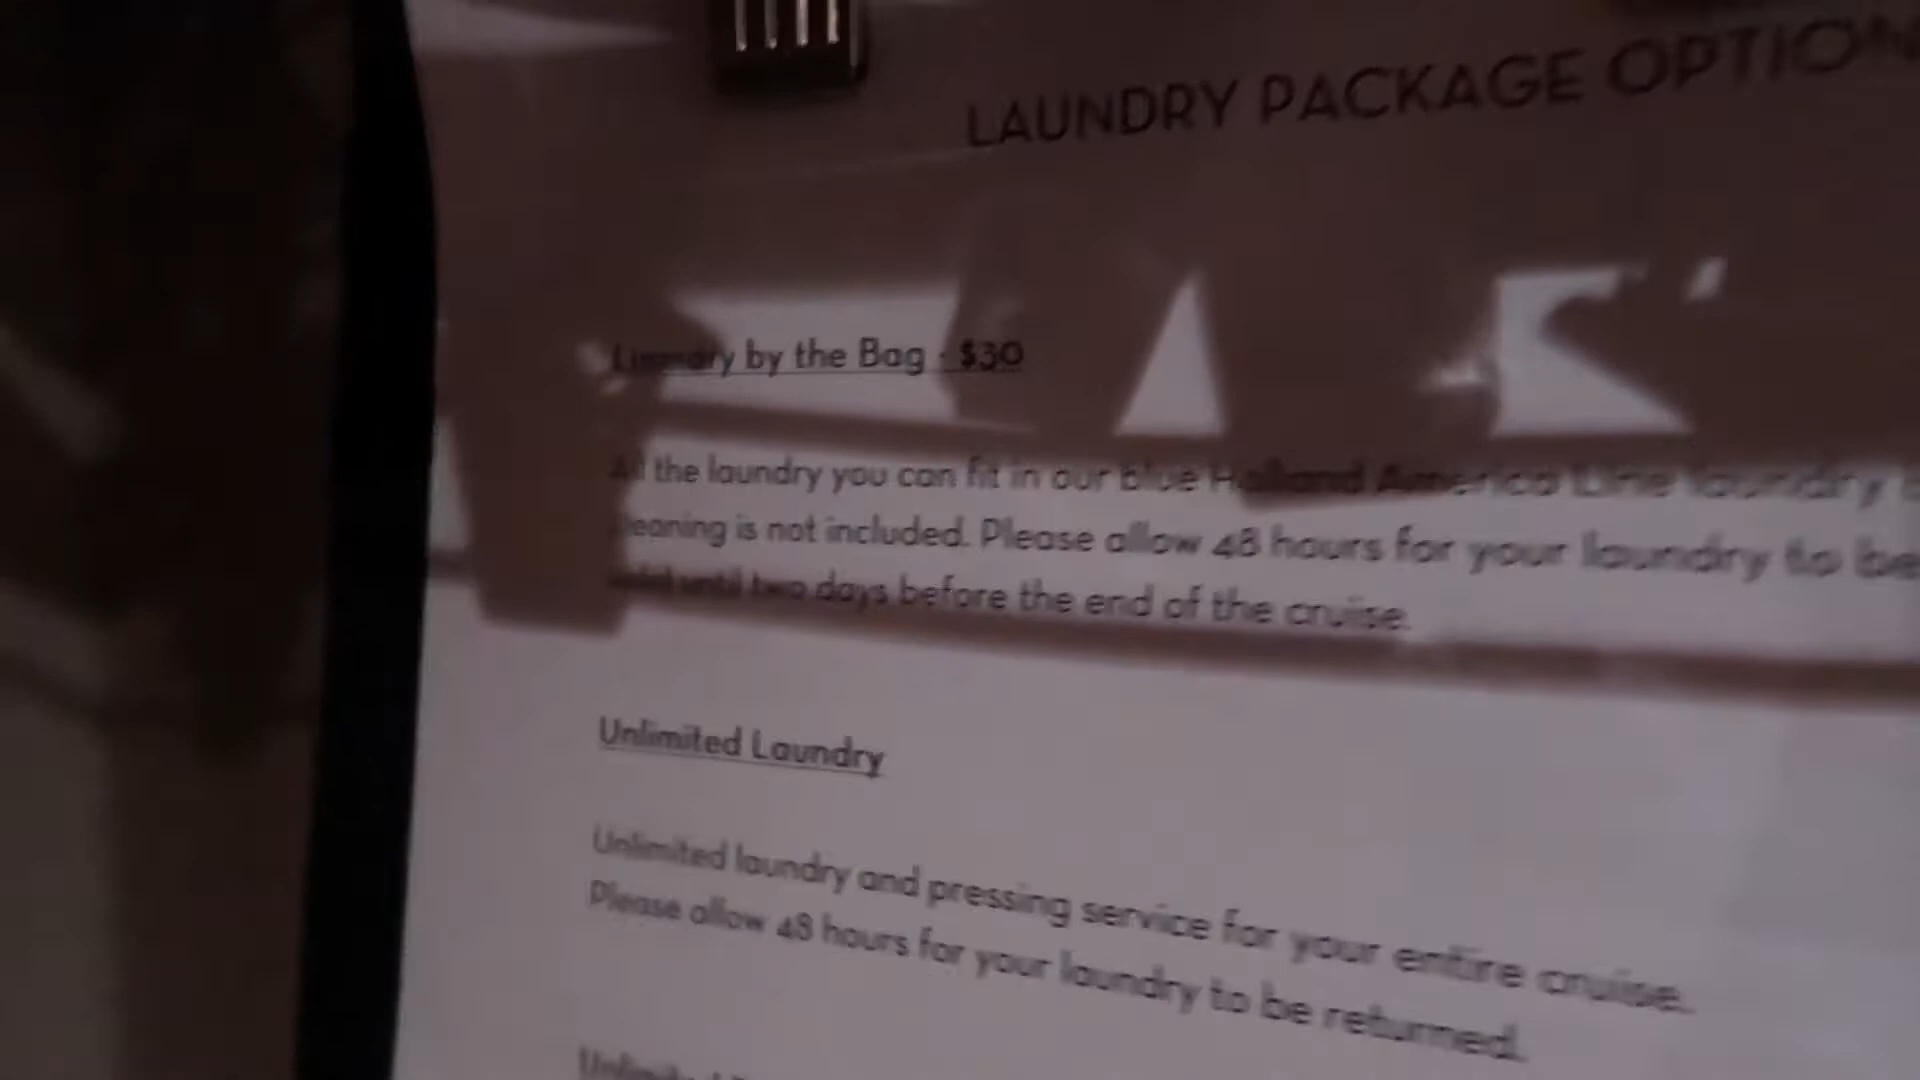 LAUNDRY PACKAGE OPTION
Laundry by the Bag - $30
All the laundry you can fit in our blue Holland America Line laundry
cleaning is not included. Please allow 48 hours for your laundry to be
until two days before the end of the cruise.
Unlimited Laundry
Unlimited laundry and pressing service for your entire cruise.
Please allow 48 hours for your laundry to be returned.
Unlimited